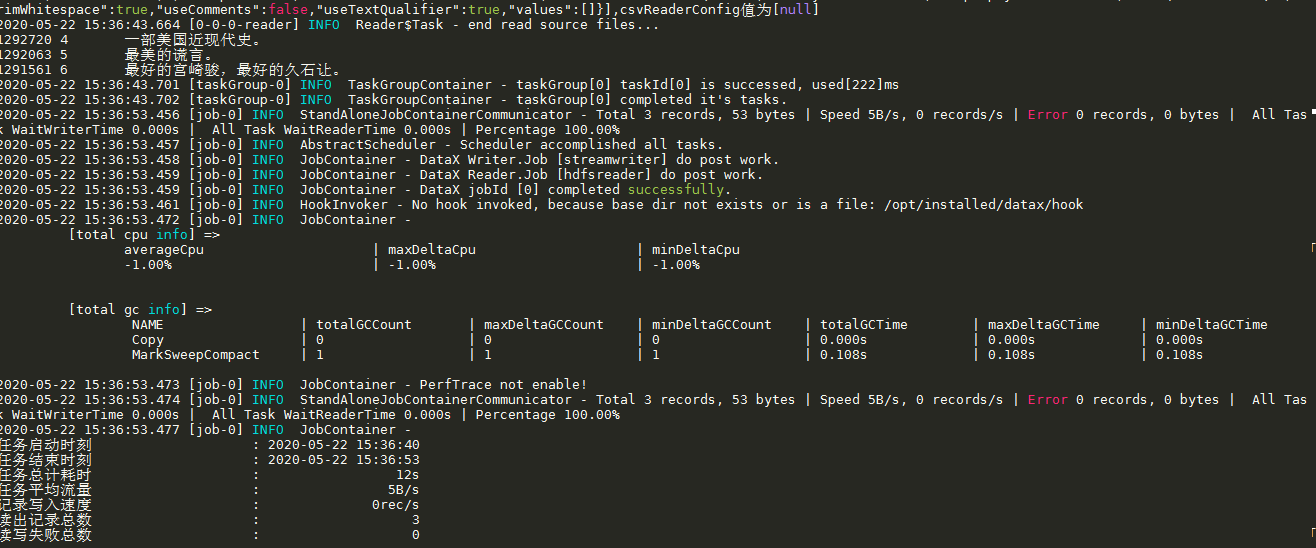 rimWhitespace":true,"useComments":false,"useTextQualifier":true,"values":[]}],csvReaderConfig值为[null]
2020-05-22 15:36:43.664 [0-0-0-reader] INFO  Reader$Task - end read source files...
1292720 4       一部美国近现代史。
1292063 5       最美的谎言。
1291561 6       最好的宫崎骏，最好的久石让。
2020-05-22 15:36:43.701 [taskGroup-0] INFO  TaskGroupContainer - taskGroup[0] taskId[0] is successed, used[222]ms
2020-05-22 15:36:43.702 [taskGroup-0] INFO  TaskGroupContainer - taskGroup[0] completed it's tasks.
2020-05-22 15:36:53.456 [job-0] INFO  StandAloneJobContainerCommunicator - Total 3 records, 53 bytes | Speed 5B/s, 0 records/s | Error 0 records, 0 bytes |  All Tas
k WaitWriterTime 0.000s |  All Task WaitReaderTime 0.000s | Percentage 100.00%
2020-05-22 15:36:53.457 [job-0] INFO  AbstractScheduler - Scheduler accomplished all tasks.
2020-05-22 15:36:53.458 [job-0] INFO  JobContainer - DataX Writer.Job [streamwriter] do post work.
2020-05-22 15:36:53.459 [job-0] INFO  JobContainer - DataX Reader.Job [hdfsreader] do post work.
2020-05-22 15:36:53.459 [job-0] INFO  JobContainer - DataX jobId [0] completed successfully.
2020-05-22 15:36:53.461 [job-0] INFO  HookInvoker - No hook invoked, because base dir not exists or is a file: /opt/installed/datax/hook
2020-05-22 15:36:53.472 [job-0] INFO  JobContainer -
[total cpu info] =>
averageCpu | maxDeltaCpu | minDeltaCpu
-1.00% | -1.00% | -1.00%
[total gc info] =>
NAME | totalGCCount | maxDeltaGCCount | minDeltaGCCount | totalGCTime | maxDeltaGCTime | minDeltaGCTime
Copy | 0 | 0 | 0 | 0.000s | 0.000s | 0.000s
MarkSweepCompact | 1 | 1 | 1 | 0.108s | 0.108s | 0.108s
2020-05-22 15:36:53.473 [job-0] INFO  JobContainer - PerfTrace not enable!
2020-05-22 15:36:53.474 [job-0] INFO  StandAloneJobContainerCommunicator - Total 3 records, 53 bytes | Speed 5B/s, 0 records/s | Error 0 records, 0 bytes |  All Tas
k WaitWriterTime 0.000s |  All Task WaitReaderTime 0.000s | Percentage 100.00%
2020-05-22 15:36:53.477 [job-0] INFO  JobContainer -
任务启动时刻 : 2020-05-22 15:36:40
任务结束时刻 : 2020-05-22 15:36:53
任务总计耗时 : 12s
任务平均流量 : 5B/s
记录写入速度 : 0rec/s
读出记录总数 : 3
读写失败总数 : 0